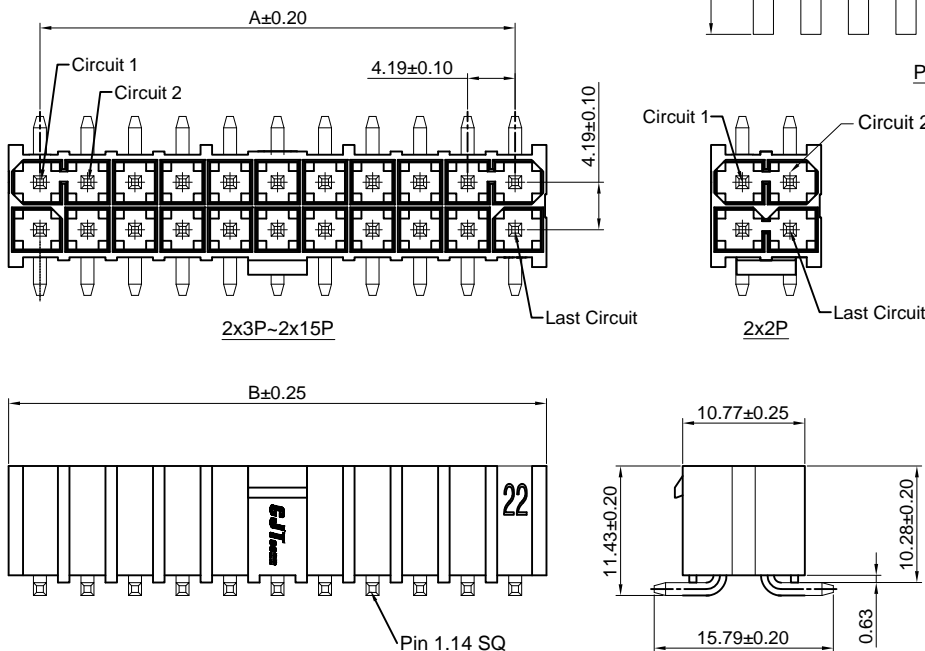 A±0.20
Circuit 1
Circuit 2
4.19±0.10
4.19±0.10
Last Circuit
2x3P~2x15P
P
Circuit 1
Circuit 2
Last Circuit
2x2P
B±0.25
22
CJT
Pin 1.14 SQ
10.77±0.25
11.43±0.20
10.28±0.20
0.63
15.79±0.20